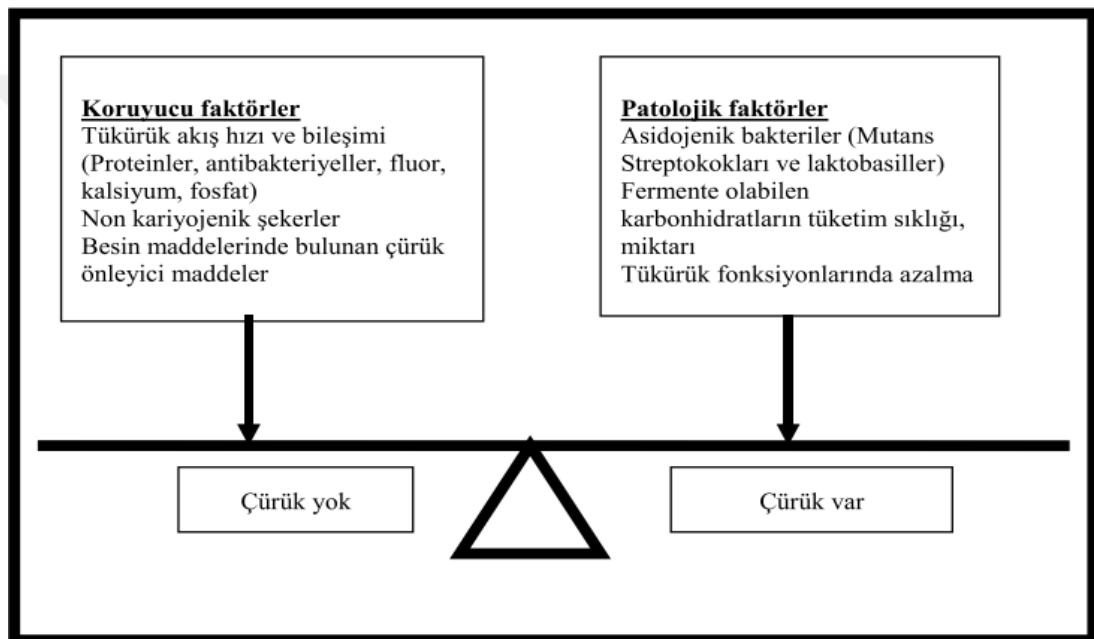 Koruyucu faktörler
Tükürük akış hızı ve bileşimi
(Proteinler, antibakteriyeller, fluor,
kalsiyum, fosfat)
Non kariyojenik şekerler
Besin maddelerinde bulunan çürük
önleyici maddeler
Patolojik faktörler
Asidojenik bakteriler (Mutans
Streptokokları ve laktobasiller)
Fermente olabilen
karbonhidratların tüketim sıklığı,
miktarı
Tükürük fonksiyonlarında azalma
Çürük yok
Çürük var